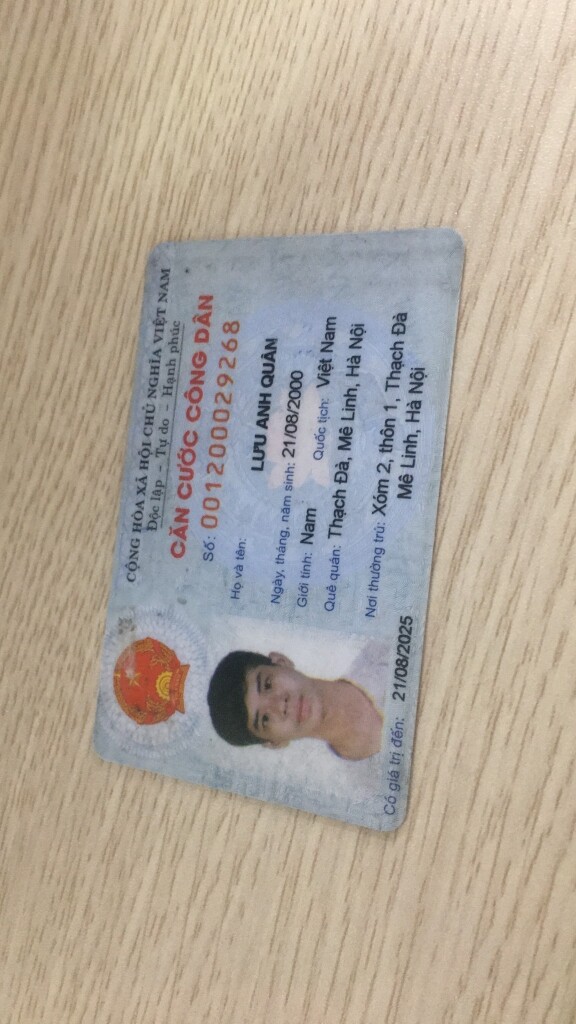 CỘNG HÒA XÃ HỘI CHỦ NGHĨA VIỆT NAM
Độc lập - Tự do - Hạnh phúc
CĂN CƯỚC CÔNG DÂN
Số: 001200029268
Họ và tên:
LƯU ANH QUÂN
Ngày, tháng, năm sinh: 21/08/2000
Giới tính: Nam Quốc tịch: Việt Nam
Quê quán: Thạch Đà, Mê Linh, Hà Nội
Nơi thường trú: Xóm 2, thôn 1, Thạch Đà
Mê Linh, Hà Nội
Có giá trị đến: 21/08/2025